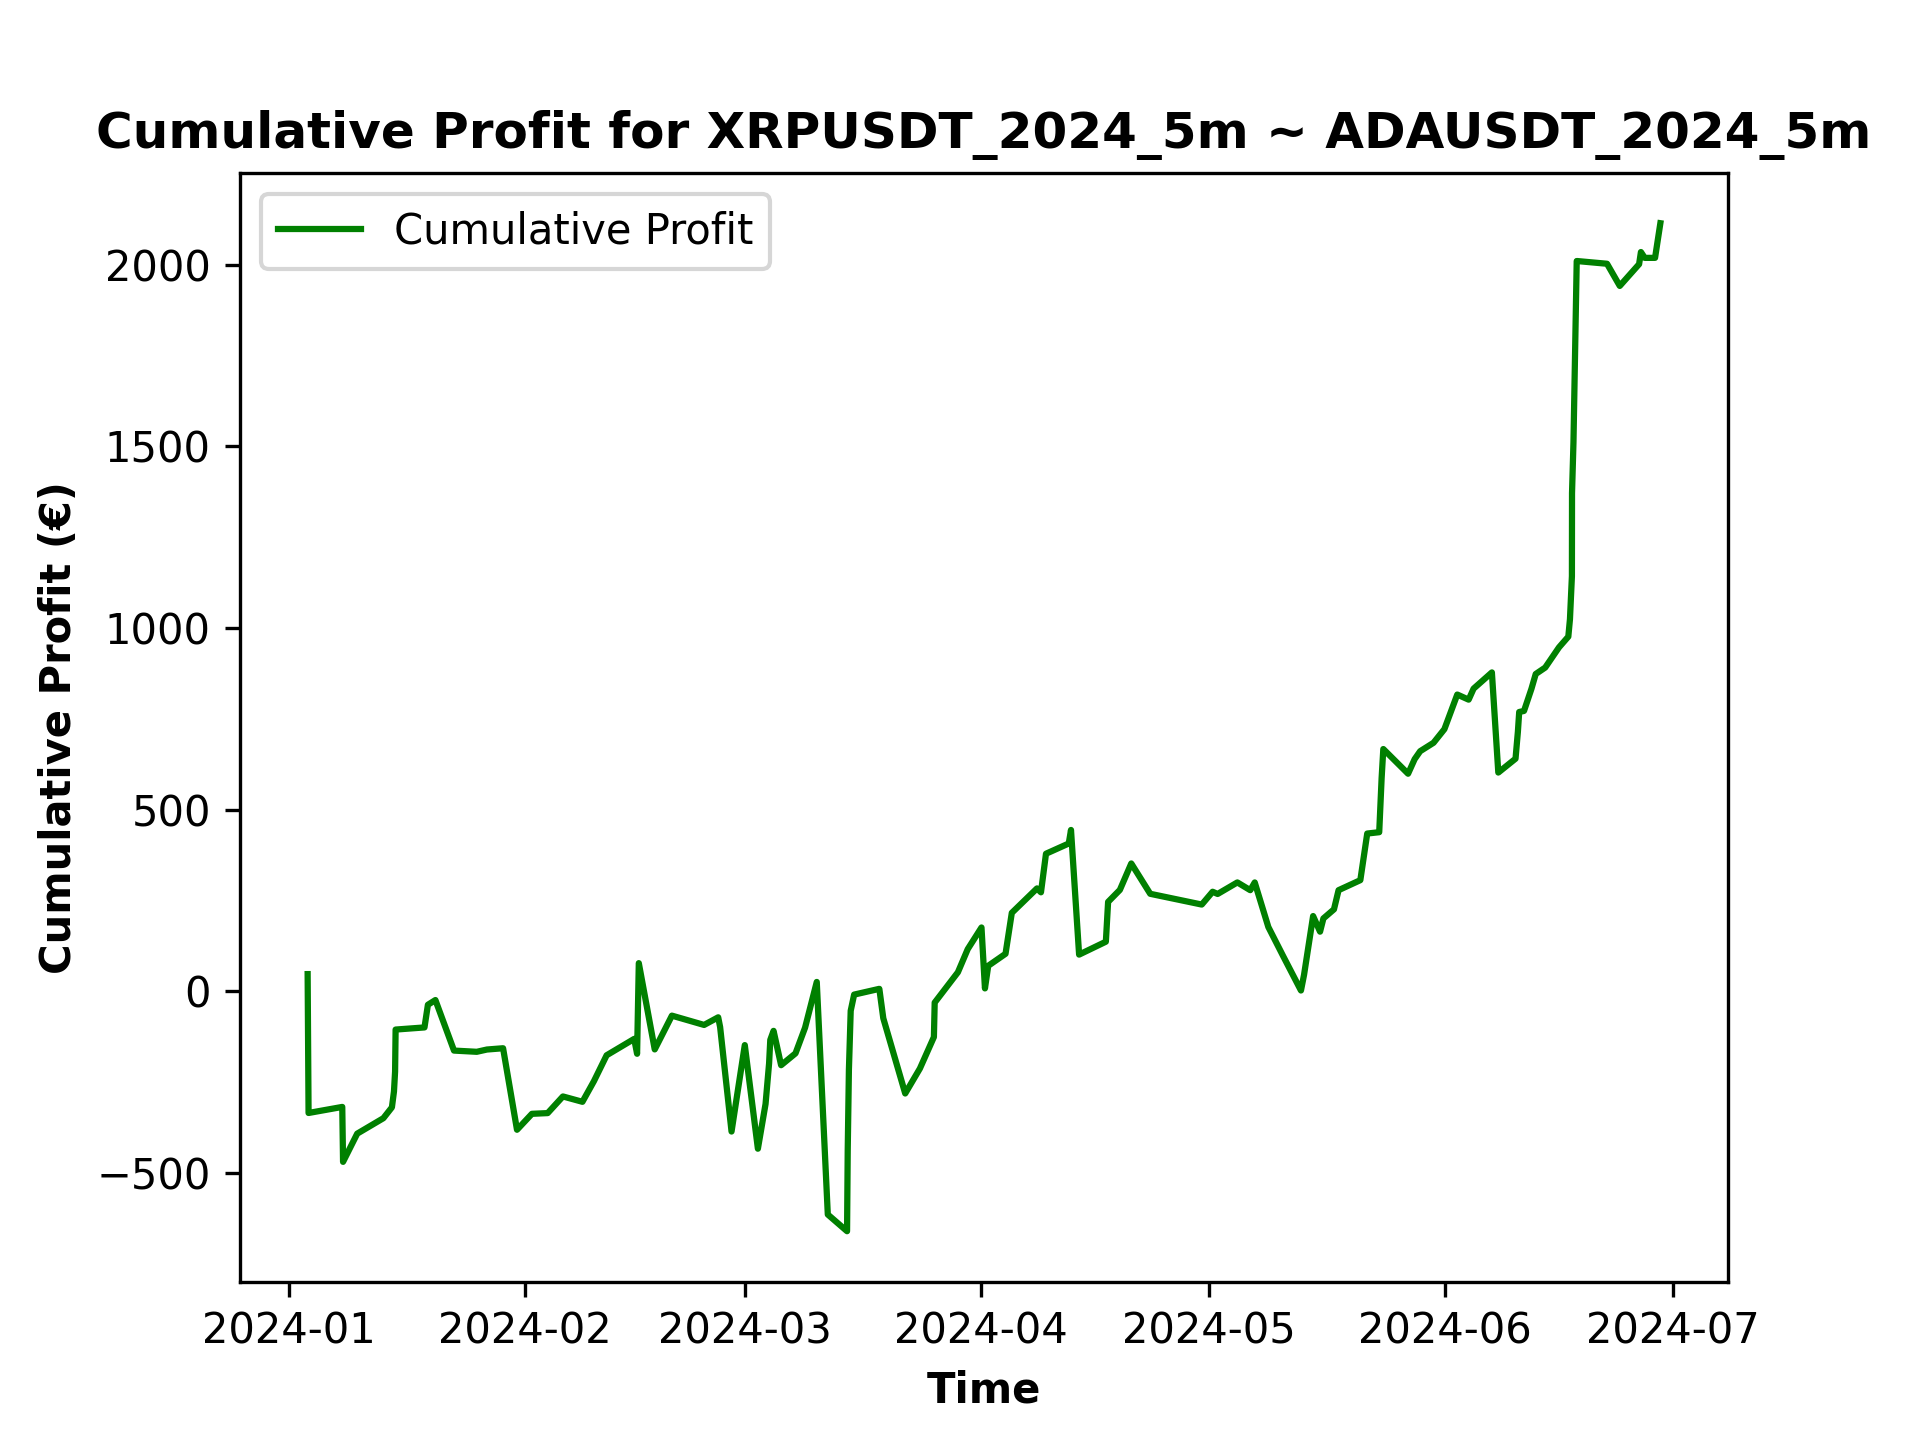 Cumulative Profit for XRPUSDT_2024_5m ~ ADAUSDT_2024_5m
Cumulative Profit
Cumulative Profit (€)
2000
1500
1000
500
0
−500
2024-01 2024-02 2024-03 2024-04 2024-05 2024-06 2024-07
Time